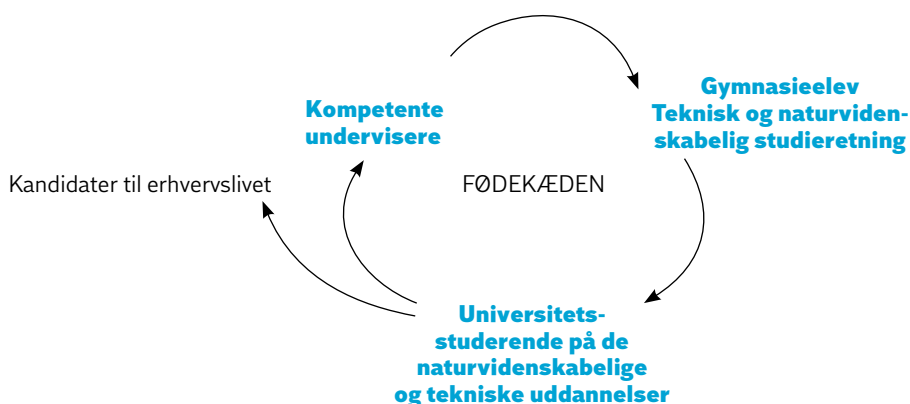 Gymnasieelev
Teknisk og naturviden-
skabelig studieretning
Kompetente
undervisere
Kandidater til erhvervslivet
FØDEKÆDEN
Universitets-
studerende på de
naturvidenskabelige
og tekniske uddannelser